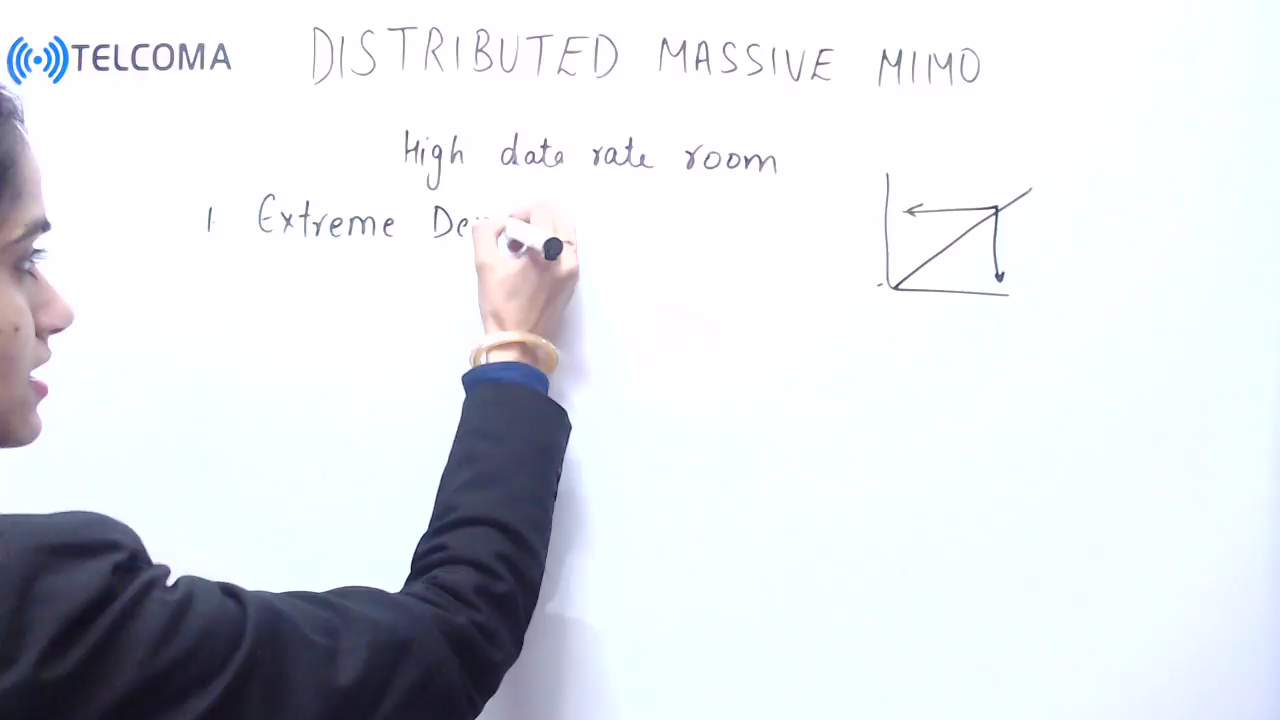 TELCOMA
DISTRIBUTED MASSIVE MIMO
High data rate room
1 Extreme